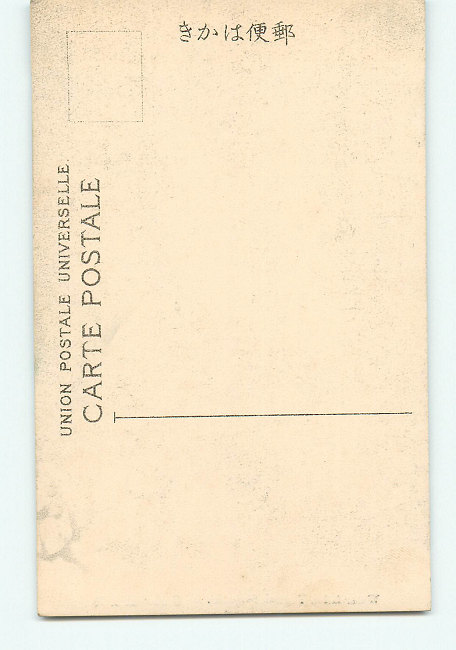 きかは便郵
UNION POSTALE UNIVERSELLE.
CARTE POSTALE